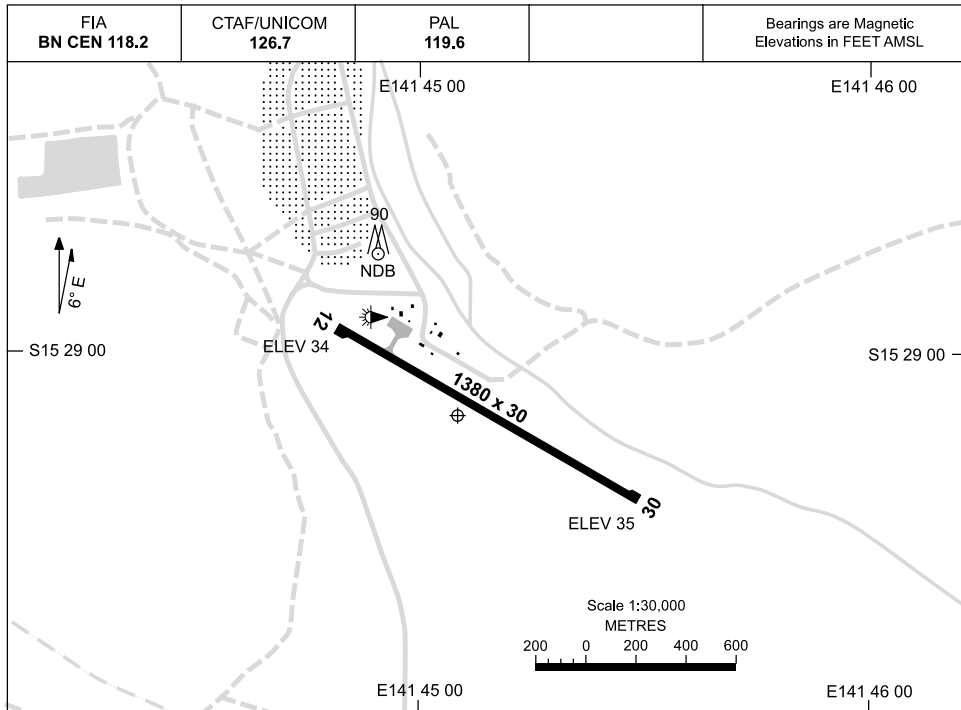 FIA
BN CEN 118.2
CTAF/UNICOM
126.7
PAL
119.6
Bearings are Magnetic
Elevations in FEET AMSL
E141 45 00
E141 46 00
90
NDB
6° E
12
ELEV 34
S15 29 00
S15 29 00
1380 x 30
30
ELEV 35
Scale 1:30,000
METRES
200 0 200 400 600
E141 45 00
E141 46 00